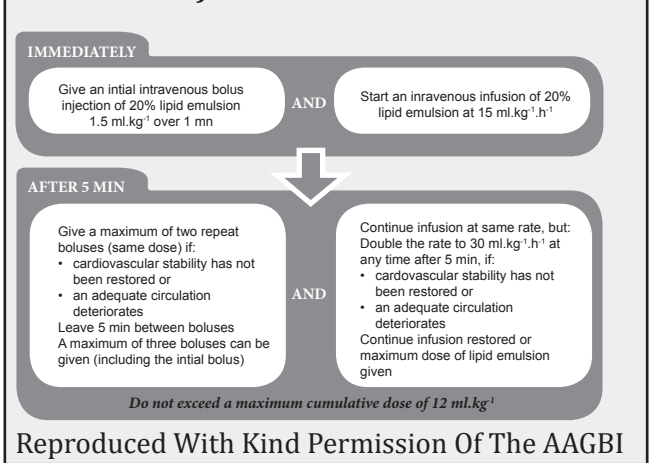 IMMEDIATELY
Give an intial intravenous bolus
injection of 20% lipid emulsion
1.5 ml.kg⁻¹ over 1 mn
AND
Start an inravenous infusion of 20%
lipid emulsion at 15 ml.kg⁻¹.h⁻¹
AFTER 5 MIN
Give a maximum of two repeat
boluses (same dose) if:
• cardiovascular stability has not
been restored or
• an adequate circulation
deteriorates
Leave 5 min between boluses
A maximum of three boluses can be
given (including the intial bolus)
AND
Continue infusion at same rate, but:
Double the rate to 30 ml.kg⁻¹.h⁻¹ at
any time after 5 min, if:
• cardovascular stability has not
been restored or
• an adequate circulation
deteriorates
Continue infusion restored or
maximum dose of lipid emulsion
given
Do not exceed a maximum cumulative dose of 12 ml.kg⁻¹
Reproduced With Kind Permission Of The AAGBI